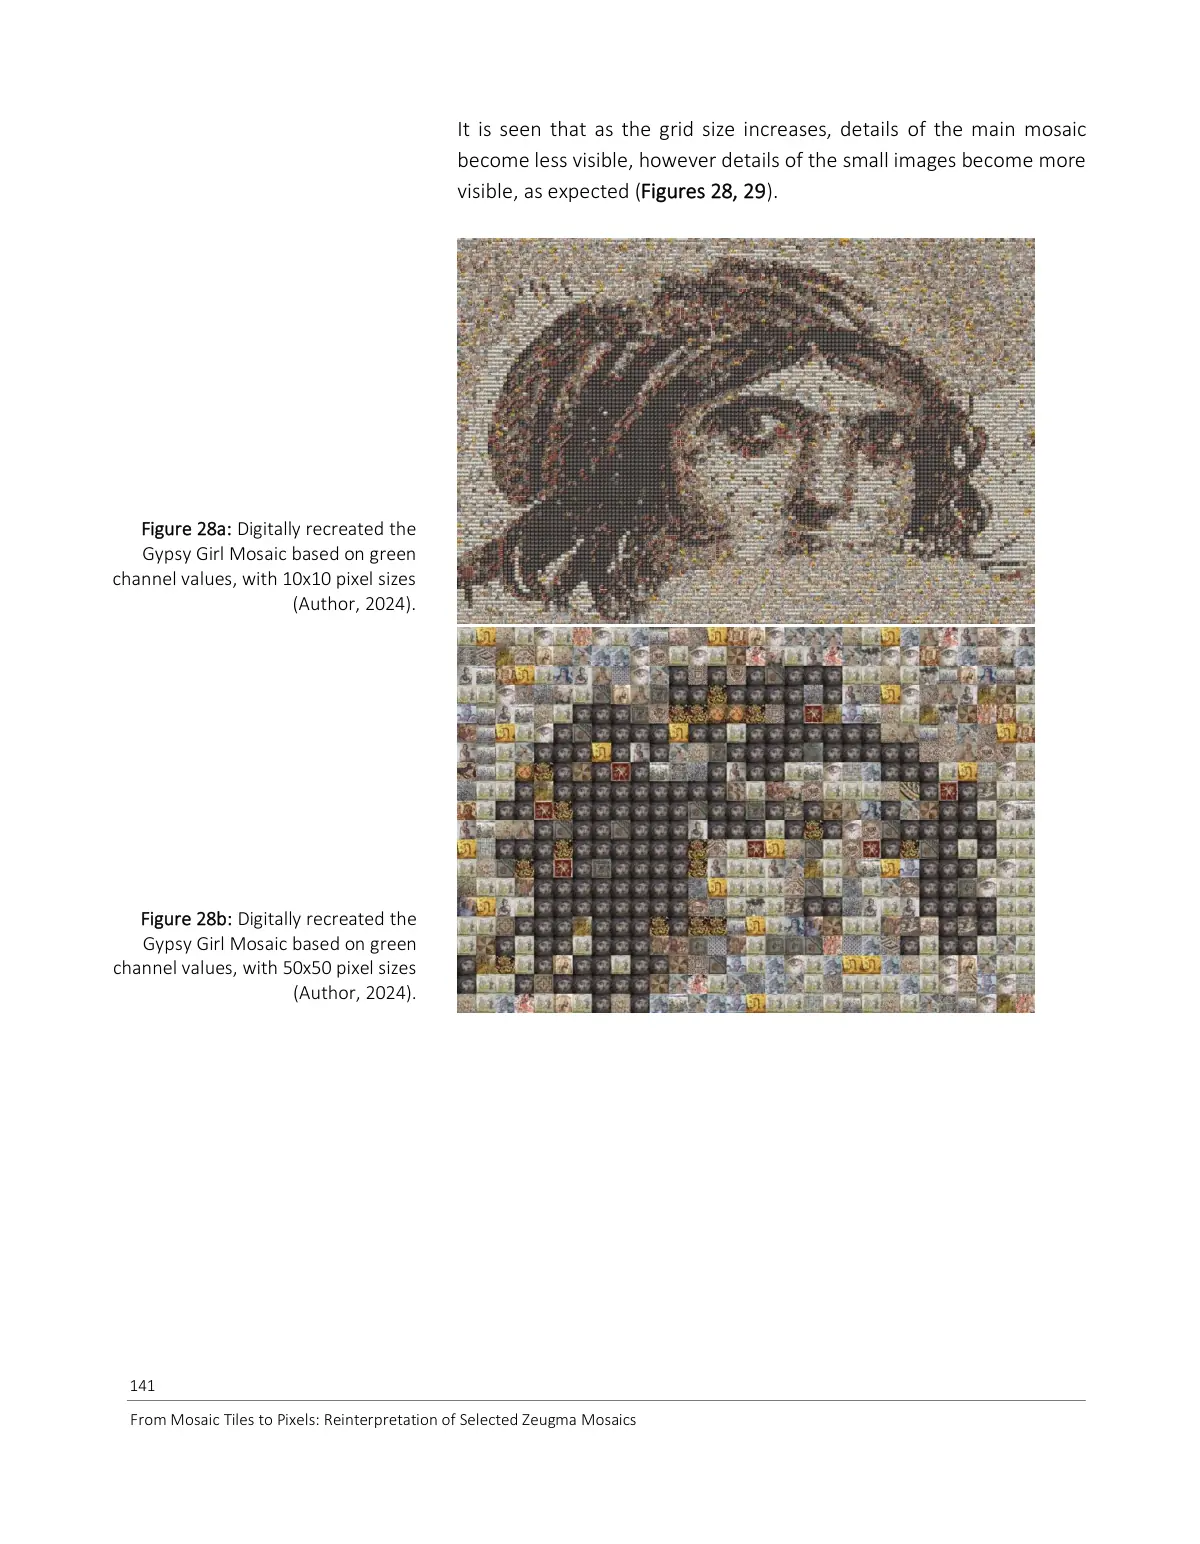 It is seen that as the grid size increases, details of the main mosaic
become less visible, however details of the small images become more
visible, as expected (Figures 28, 29).
Figure 28a: Digitally recreated the
Gypsy Girl Mosaic based on green
channel values, with 10x10 pixel sizes
(Author, 2024).
Figure 28b: Digitally recreated the
Gypsy Girl Mosaic based on green
channel values, with 50x50 pixel sizes
(Author, 2024).
141
From Mosaic Tiles to Pixels: Reinterpretation of Selected Zeugma Mosaics